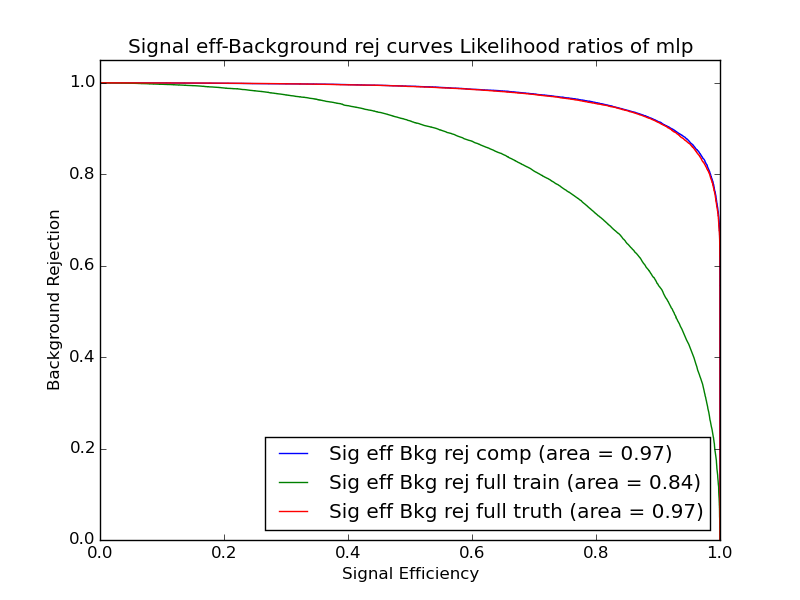 Signal eff-Background rej curves Likelihood ratios of mlp
1.0
0.8
0.6
0.4
0.2
0.0
Background Rejection
Sig eff Bkg rej comp (area = 0.97)
Sig eff Bkg rej full train (area = 0.84)
Sig eff Bkg rej full truth (area = 0.97)
0.0 0.2 0.4 0.6 0.8 1.0
Signal Efficiency